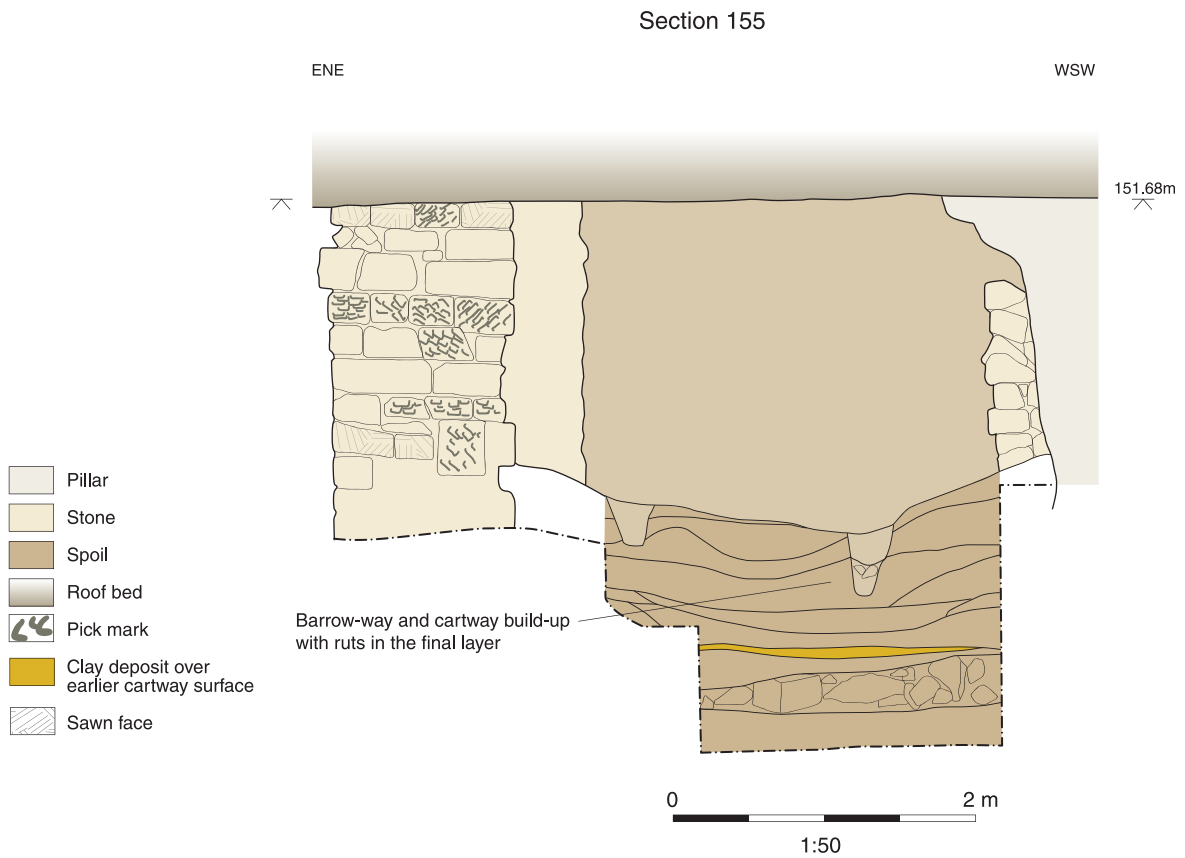 Section 155
ENE
WSW
151.68m
Pillar
Stone
Spoil
Roof bed
Pick mark
Clay deposit over
earlier cartway surface
Sawn face
Barrow-way and cartway build-up
with ruts in the final layer
0
2 m
1:50